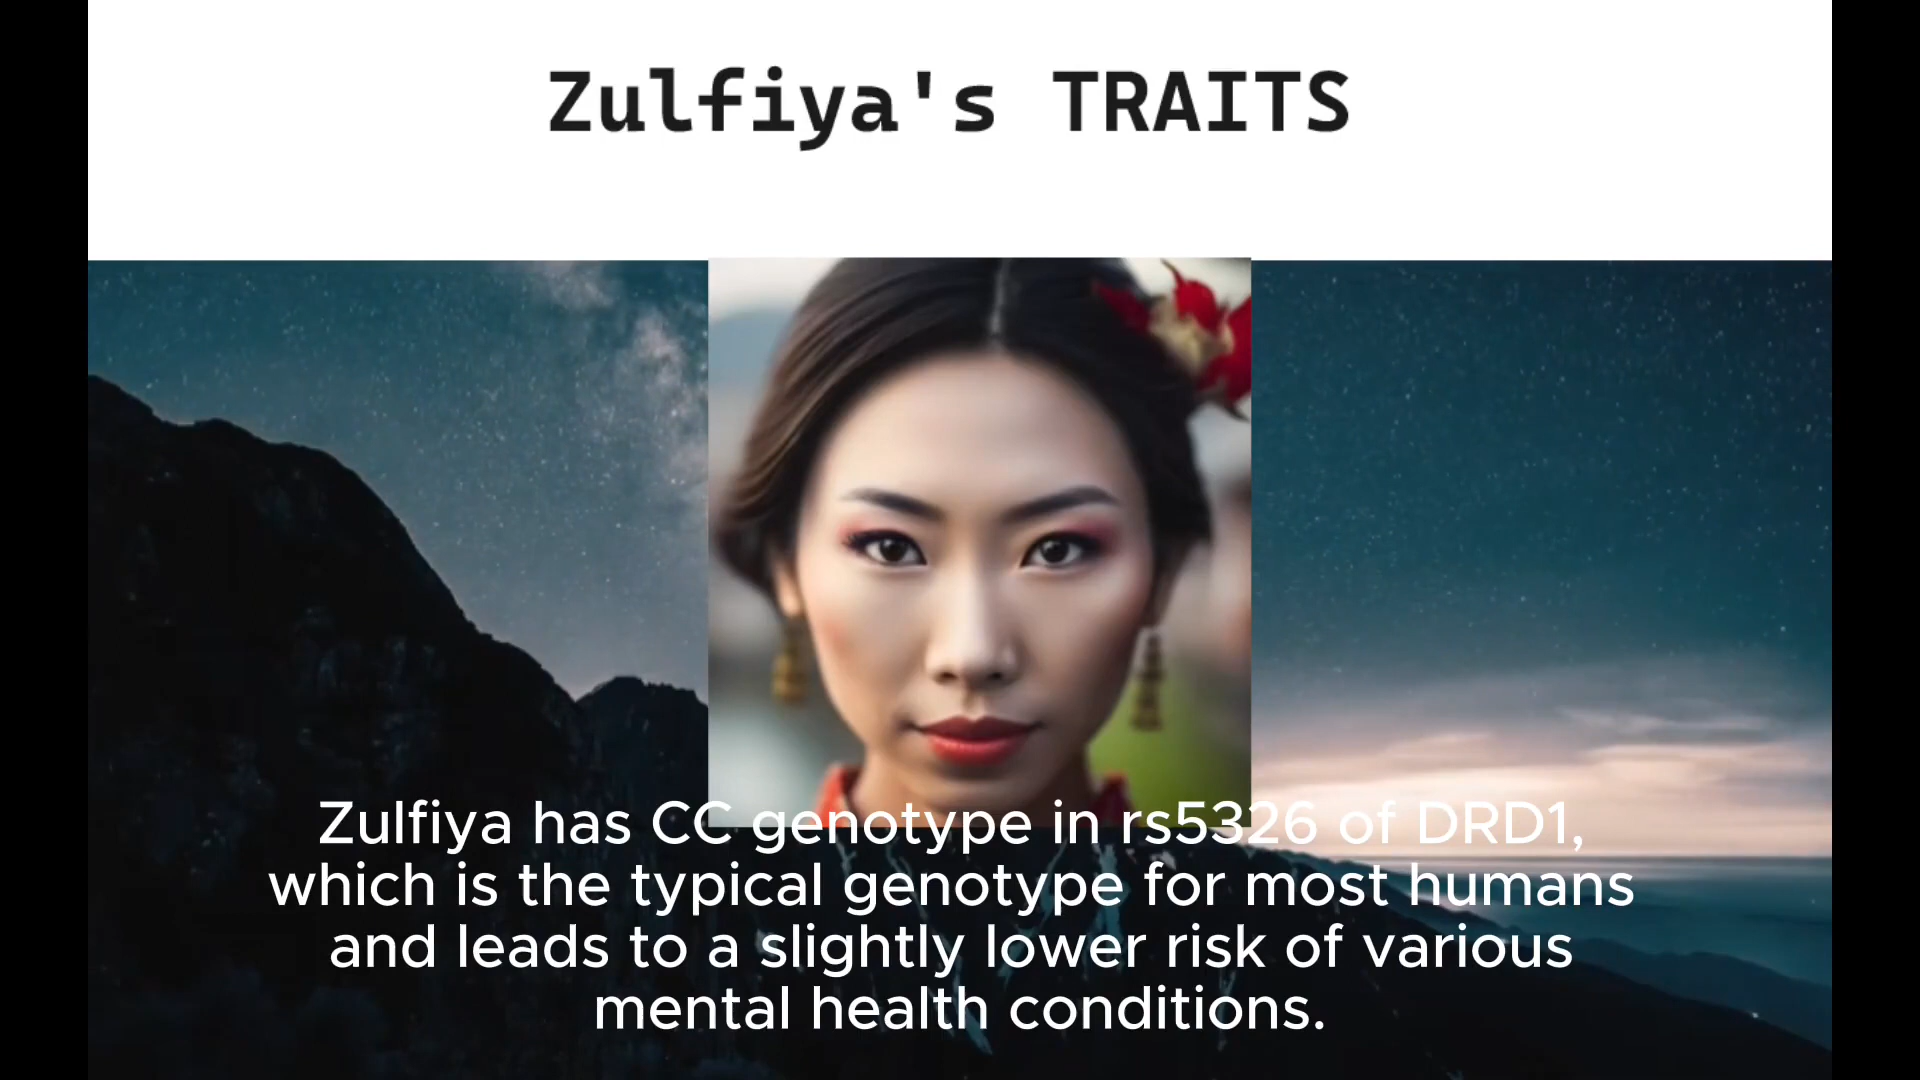 Zulfiya's TRAITS
Zulfiya has CC genotype in rs5326 of DRD1,
which is the typical genotype for most humans
and leads to a slightly lower risk of various
mental health conditions.